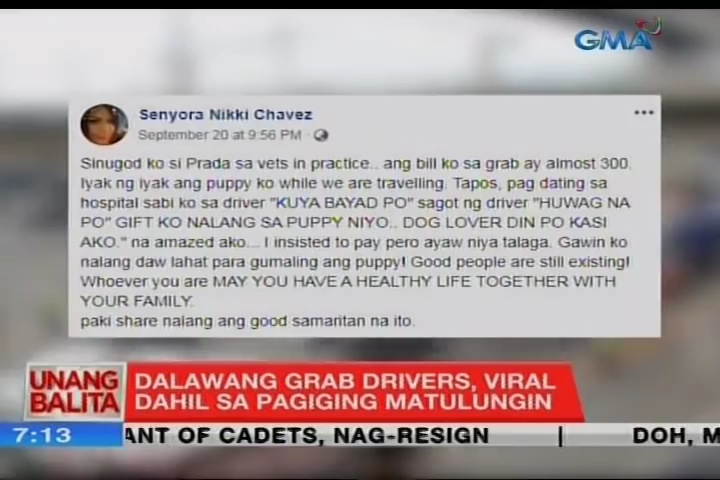 GMA
Senyora Nikki Chavez
September 20 at 9:56 PM
Sinugod ko si Prada sa vets in practice.. ang bill ko sa grab ay almost 300.
Iyak ng iyak ang puppy ko while we are travelling. Tapos, pag dating sa
hospital sabi ko sa driver "KUYA BAYAD PO" sagot ng driver "HUWAG NA
PO" GIFT KO NALANG SA PUPPY NIYO.. DOG LOVER DIN PO KASI
AKO." na amazed ako... I insisted to pay pero ayaw niya talaga. Gawin ko
nalang daw lahat para gumaling ang puppy! Good people are still existing!
Whoever you are MAY YOU HAVE A HEALTHY LIFE TOGETHER WITH
YOUR FAMILY.
paki share nalang ang good samaritan na ito.
UNANG
BALITA
DALAWANG GRAB DRIVERS, VIRAL
DAHIL SA PAGIGING MATULUNGIN
7:13
ANT OF CADETS, NAG-RESIGN | DOH, M